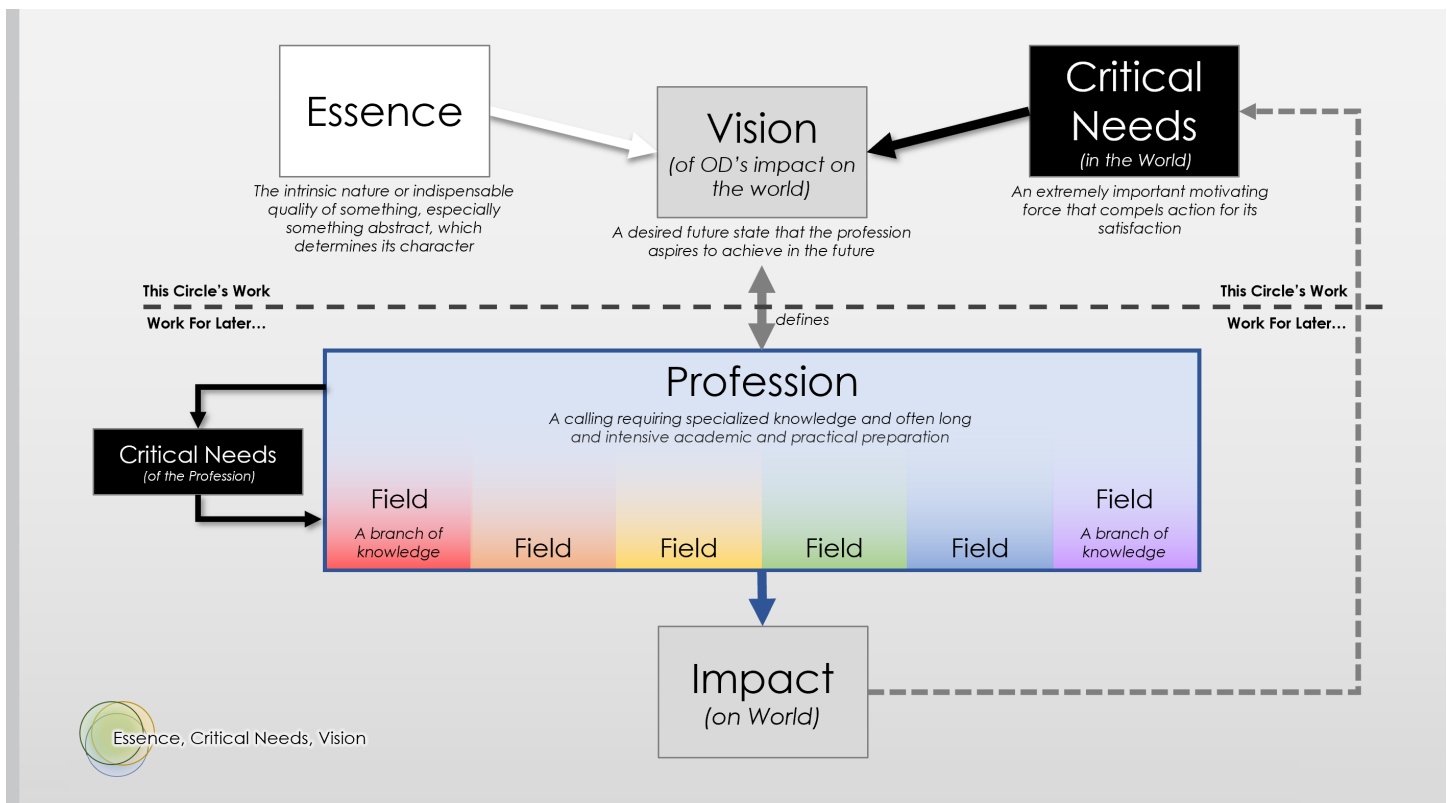 Essence
The intrinsic nature or indispensable
quality of something, especially
something abstract, which
determines its character
Vision
(of OD's impact on
the world)
A desired future state that the profession
aspires to achieve in the future
Critical
Needs
(in the World)
An extremely important motivating
force that compels action for its
satisfaction
This Circle's Work
This Circle's Work
Work For Later...
Work For Later...
defines
Profession
A calling requiring specialized knowledge and often long
and intensive academic and practical preparation
Critical Needs
(of the Profession)
Field
A branch of
knowledge
Field
Field
Field
Field
Field
A branch of
knowledge
Impact
(on World)
Essence, Critical Needs, Vision